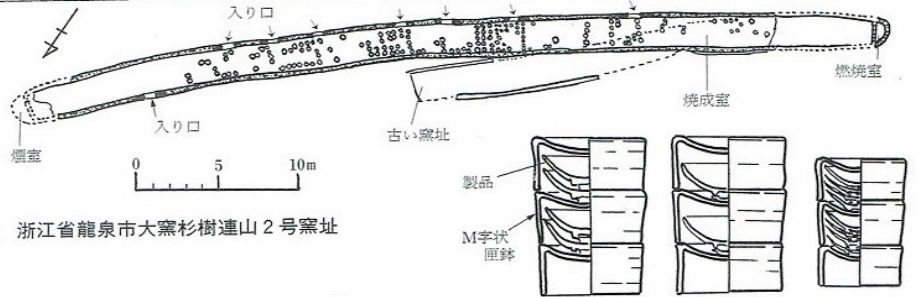 入り口
燃焼室
焼成室
古い窯址
入り口
煙室
0 5 10m
浙江省龍泉市大窯杉樹連山2号窯址
製品
M字状
匣鉢